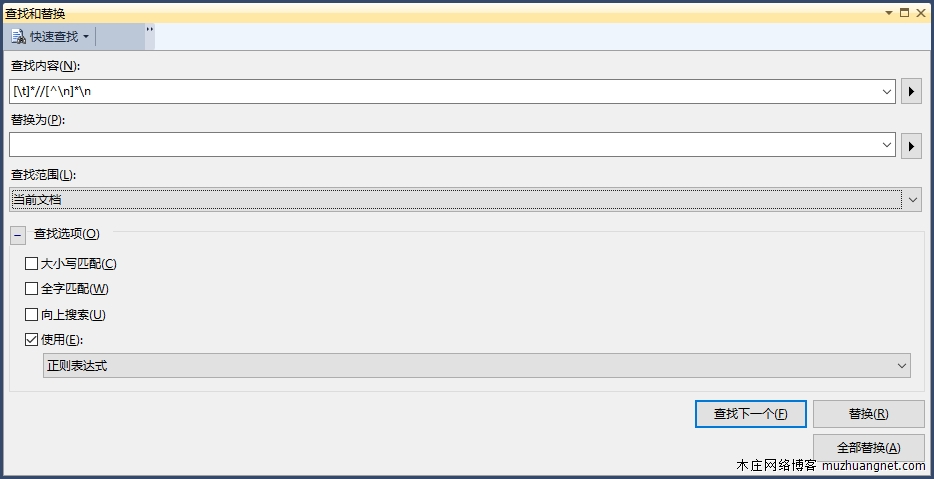 查找和替换
快速查找
查找内容(N):
[\t]*//[^\n]*\n
替换为(P):
查找范围(L):
当前文档
查找选项(O)
大小写匹配(C)
全字匹配(W)
向上搜索(U)
使用(E):
正则表达式
查找下一个(F) 替换(R)
全部替换(A)
木庄网络博客 muzhuangnet.com